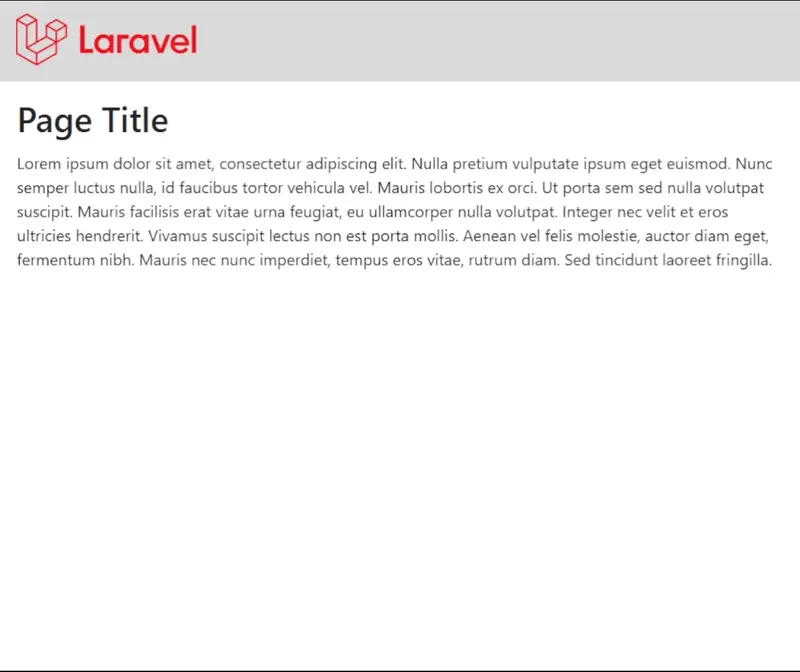 Laravel
Page Title
Lorem ipsum dolor sit amet, consectetur adipiscing elit. Nulla pretium vulputate ipsum eget euismod. Nunc
semper luctus nulla, id faucibus tortor vehicula vel. Mauris lobortis ex orci. Ut porta sem sed nulla volutpat
suscipit. Mauris facilisis erat vitae urna feugiat, eu ullamcorper nulla volutpat. Integer nec velit et eros
ultricies hendrerit. Vivamus suscipit lectus non est porta mollis. Aenean vel felis molestie, auctor diam eget,
fermentum nibh. Mauris nec nunc imperdiet, tempus eros vitae, rutrum diam. Sed tincidunt laoreet fringilla.